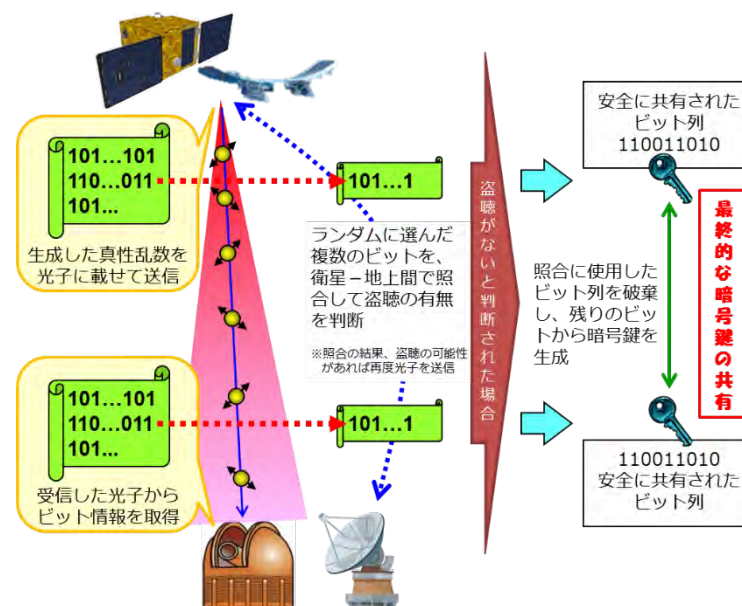 101...101
110...011
101...
生成した真性乱数を
光子に載せて送信
101...1
ランダムに選んだ
複数のビットを、
衛星－地上間で照
合して盗聴の有無
を判断
※照合の結果、盗聴の可能性
があれば再度光子を送信
101...101
110...011
101...
受信した光子から
ビット情報を取得
101...1
盗聴がないと判断された場合
安全に共有された
ビット列
110011010
照合に使用した
ビット列を破棄
し、残りのビッ
トから暗号鍵を
生成
最終的な暗号鍵の共有
110011010
安全に共有された
ビット列